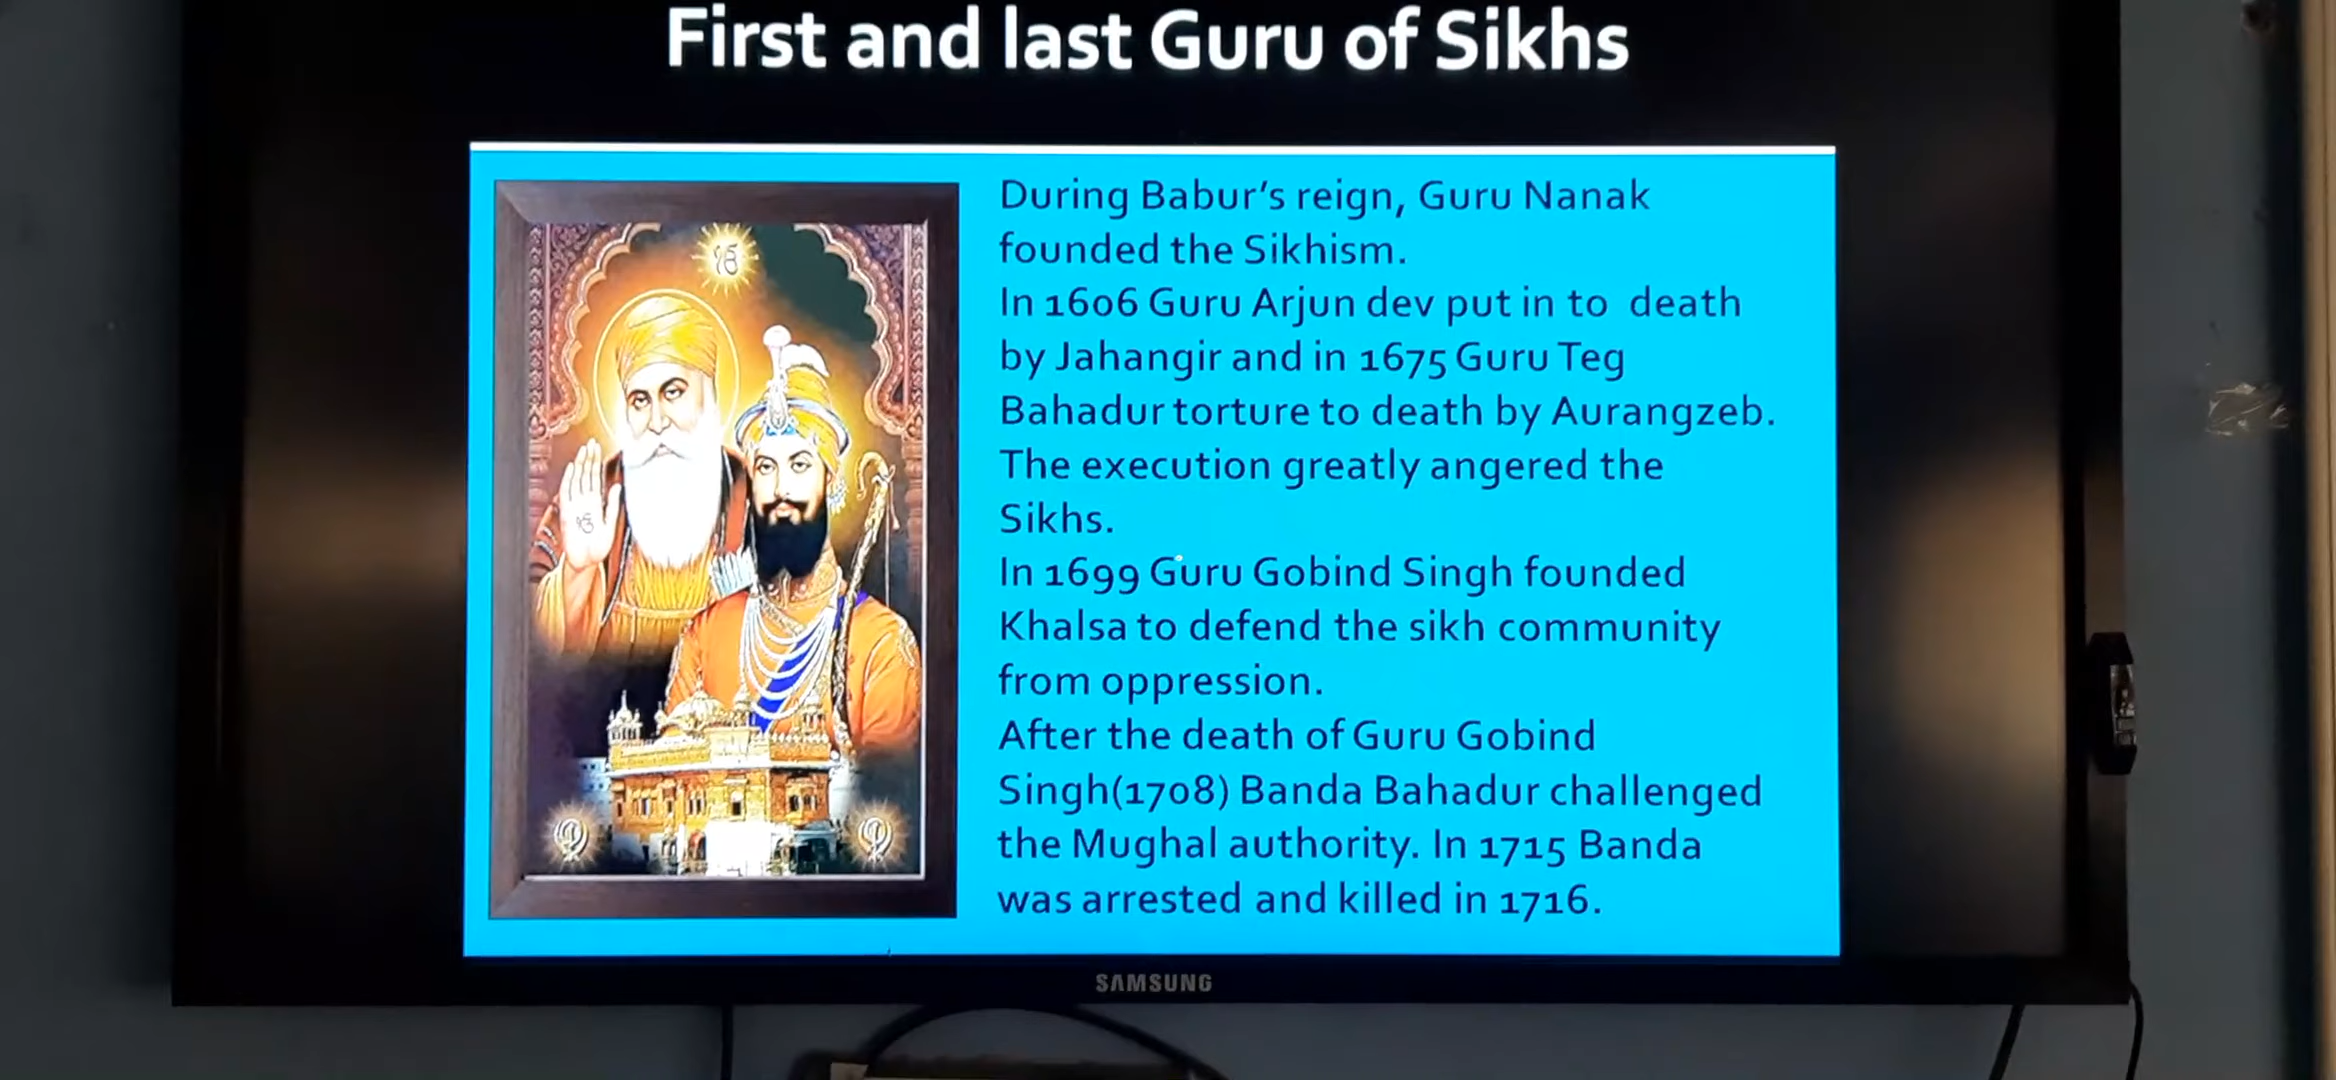 First and last Guru of Sikhs
During Babur's reign, Guru Nanak
founded the Sikhism.
In 1606 Guru Arjun dev put in to death
by Jahangir and in 1675 Guru Teg
Bahadur torture to death by Aurangzeb.
The execution greatly angered the
Sikhs.
In 1699 Guru Gobind Singh founded
Khalsa to defend the sikh community
from oppression.
After the death of Guru Gobind
Singh(1708) Banda Bahadur challenged
the Mughal authority. In 1715 Banda
was arrested and killed in 1716.
ੴ
ੴ
SAMSUNG